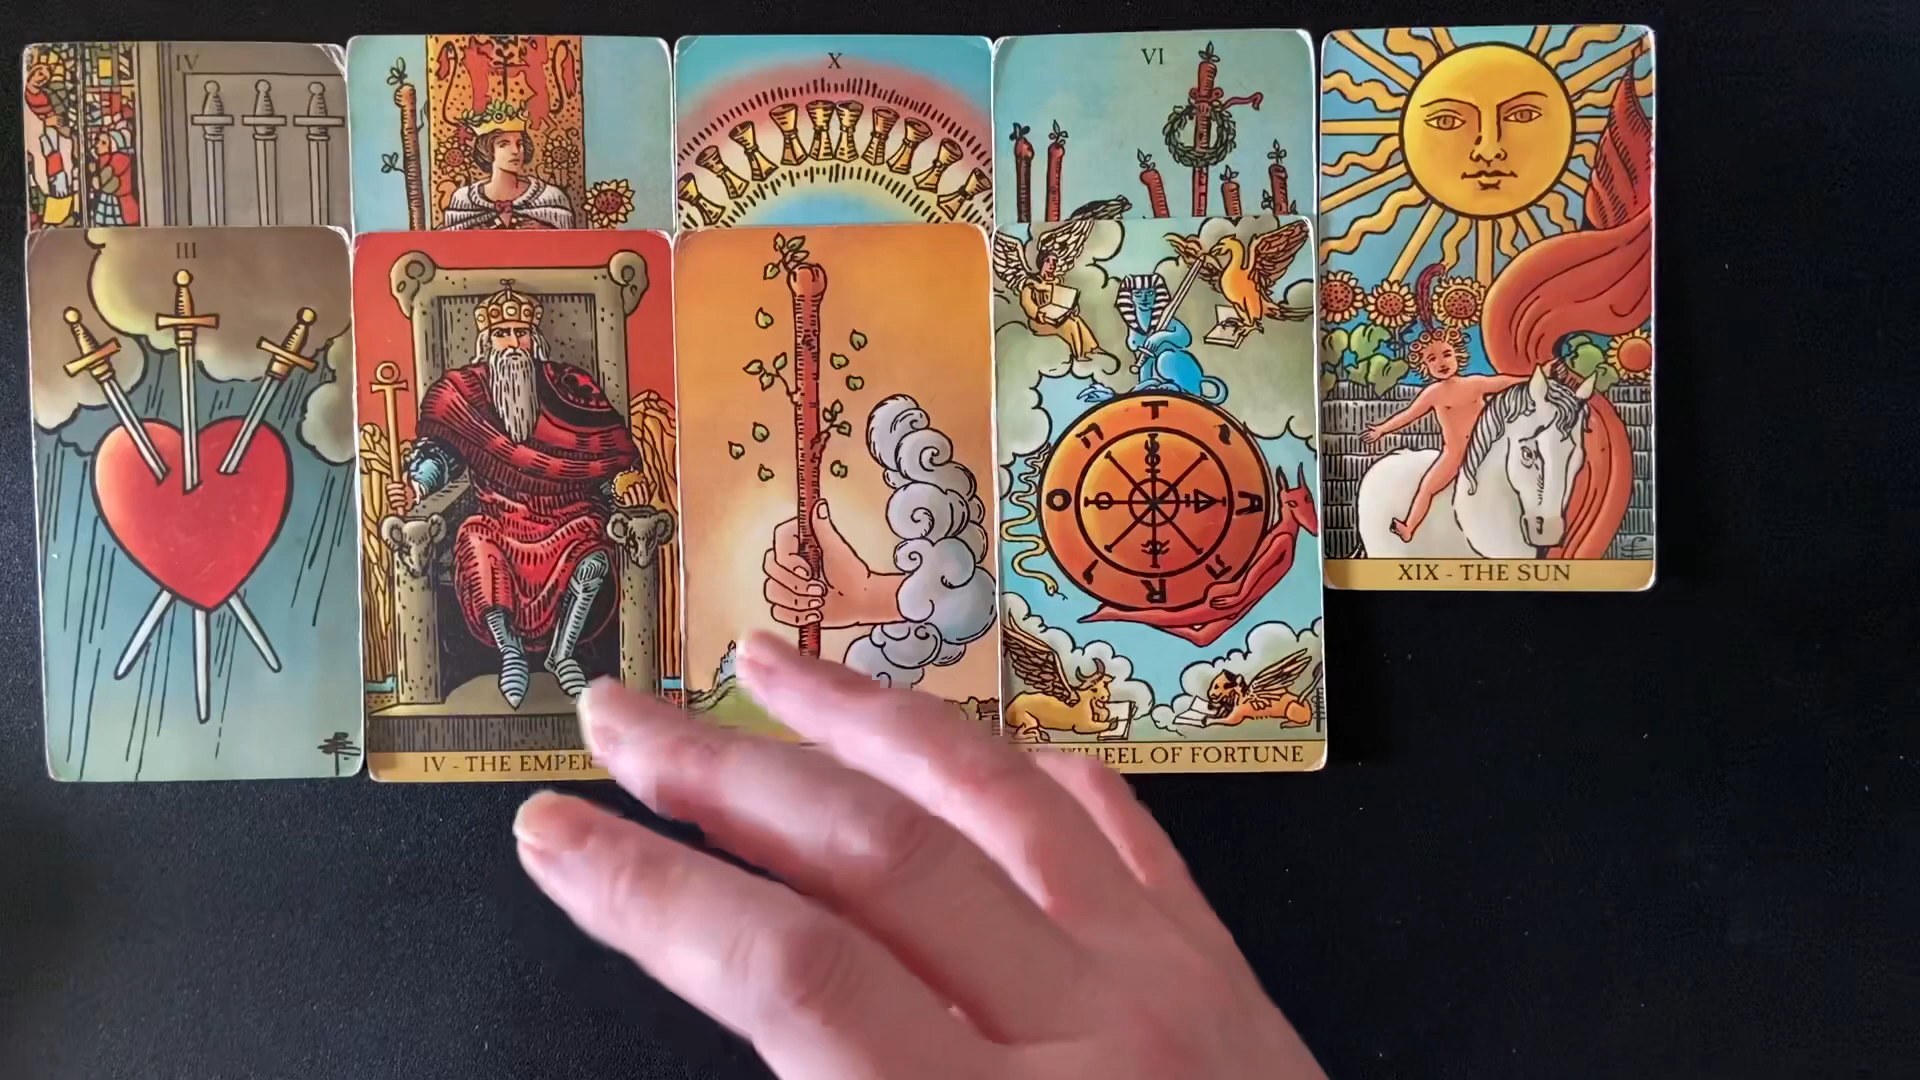 IV
X
VI
XIX - THE SUN
III
T
A
R
O
IV - THE EMPER
WHEEL OF FORTUNE